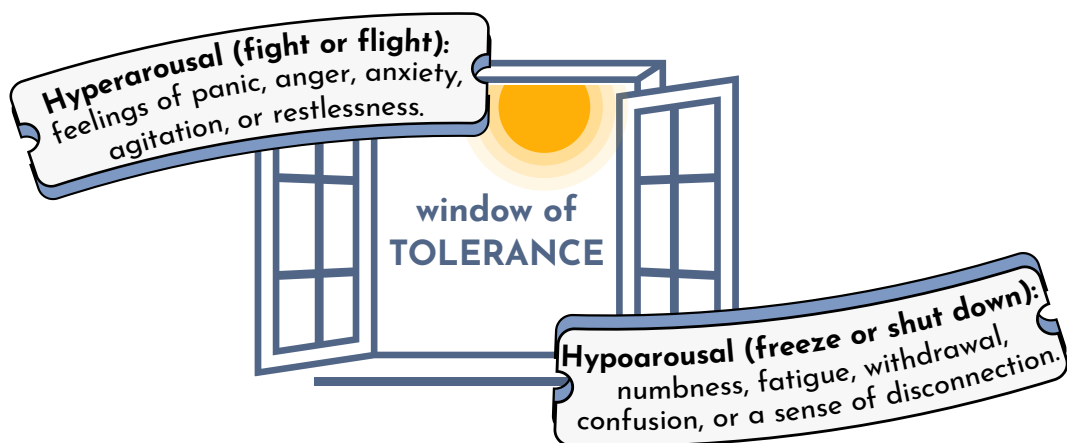 Hyperarousal (fight or flight):
feelings of panic, anger, anxiety,
agitation, or restlessness.
window of
TOLERANCE
Hypoarousal (freeze or shut down):
numbness, fatigue, withdrawal,
confusion, or a sense of disconnection.